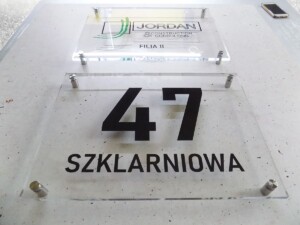 JORDAN
FILIA II
47
SZKLARNIOWA